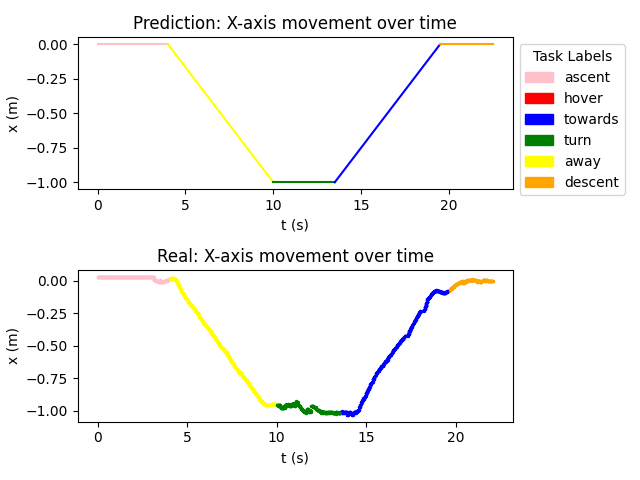 Prediction: X-axis movement over time
0.00
−0.25
−0.50
−0.75
−1.00
x (m)
0 5 10 15 20
t (s)
Task Labels
ascent
hover
towards
turn
away
descent
Real: X-axis movement over time
0.00
−0.25
−0.50
−0.75
−1.00
x (m)
0 5 10 15 20
t (s)